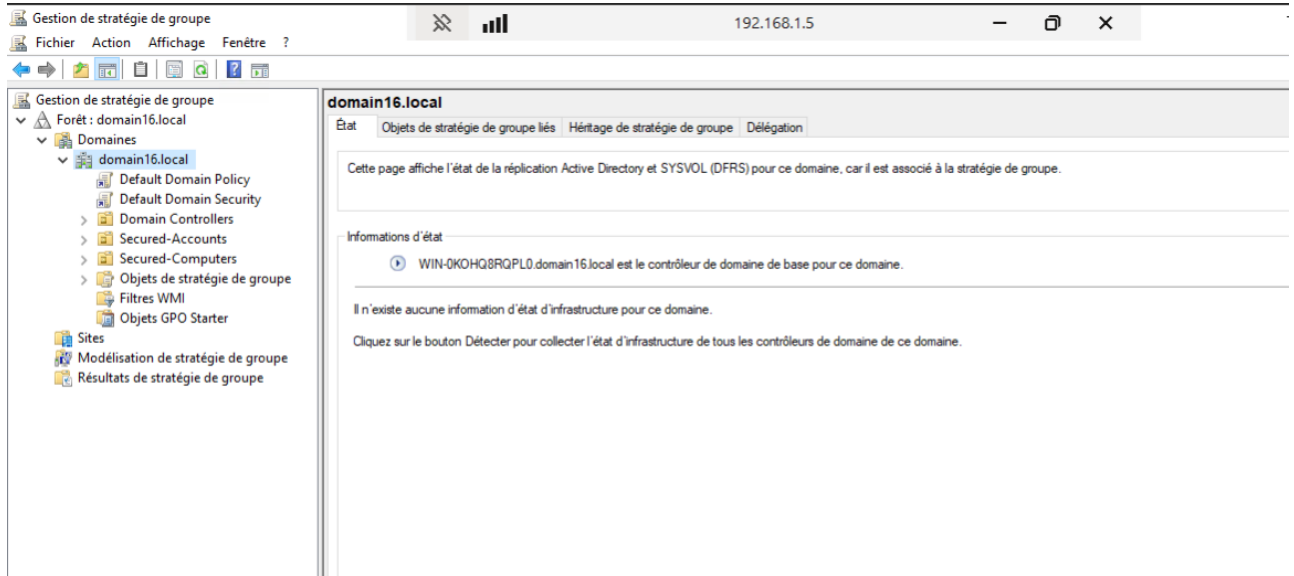 Gestion de stratégie de groupe
192.168.1.5
Fichier Action Affichage Fenêtre ?
Gestion de stratégie de groupe
Forêt : domain16.local
Domaines
domain16.local
Default Domain Policy
Default Domain Security
Domain Controllers
Secured-Accounts
Secured-Computers
Objets de stratégie de groupe
Filtres WMI
Objets GPO Starter
Sites
Modélisation de stratégie de groupe
Résultats de stratégie de groupe
domain16.local
État Objets de stratégie de groupe liés Héritage de stratégie de groupe Délégation
Cette page affiche l'état de la réplication Active Directory et SYSVOL (DFRS) pour ce domaine, car il est associé à la stratégie de groupe.
Informations d'état
WIN-0KOHQ8RQPL0.domain16.local est le contrôleur de domaine de base pour ce domaine.
Il n'existe aucune information d'état d'infrastructure pour ce domaine.
Cliquez sur le bouton Détecter pour collecter l'état d'infrastructure de tous les contrôleurs de domaine de ce domaine.